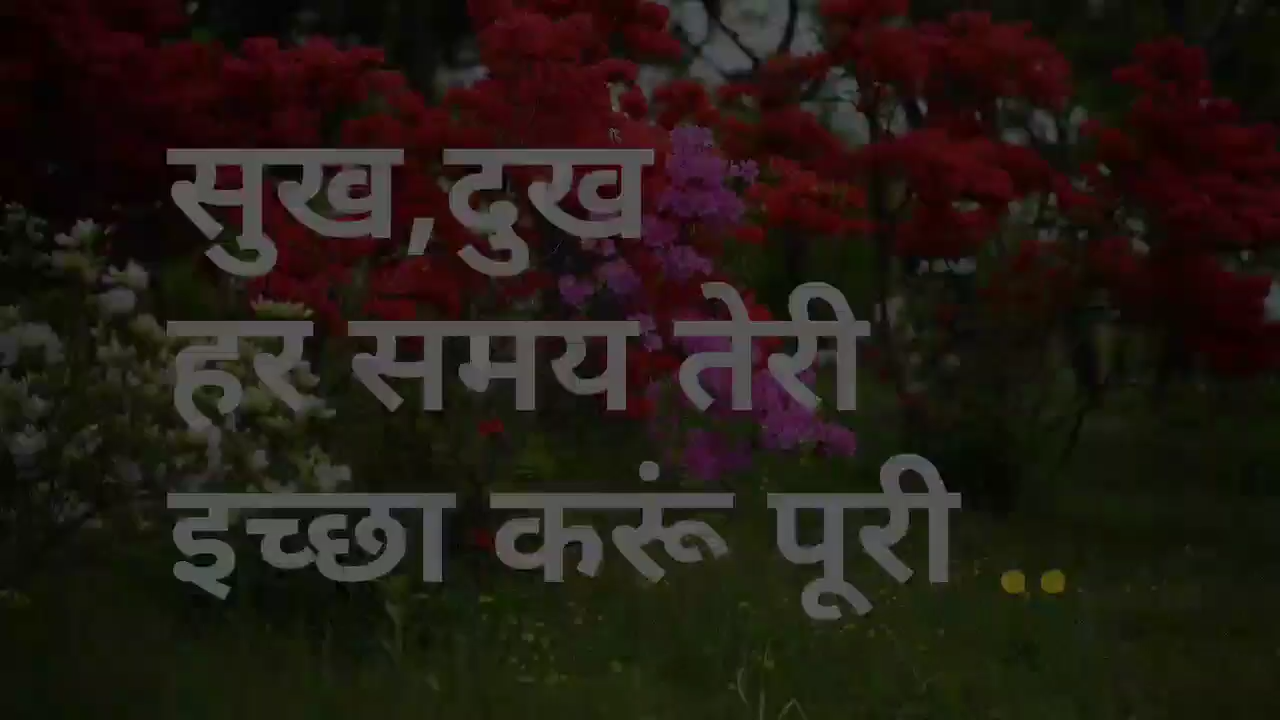 सुख,दुख
हर समय तेरी
इच्छा करूं पूरी ..